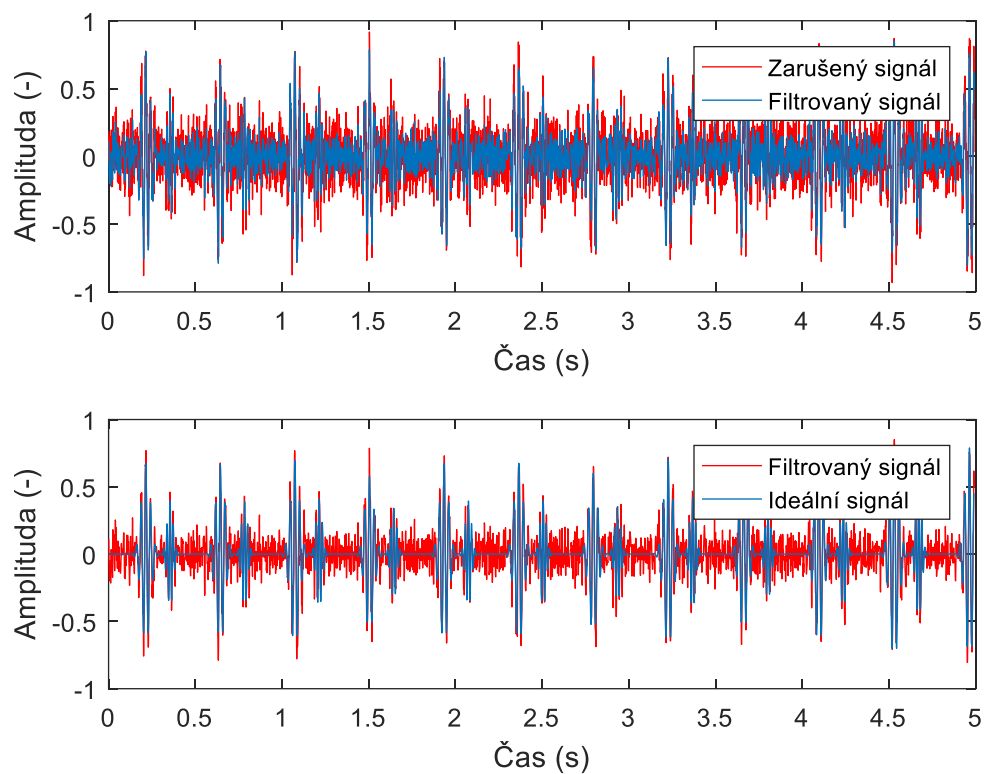 1
0.5
0
-0.5
-1
Amplituda (-)
Zarušený signál
Filtrovaný signál
0 0.5 1 1.5 2 2.5 3 3.5 4 4.5 5
Čas (s)
1
0.5
0
-0.5
-1
Amplituda (-)
Filtrovaný signál
Ideální signál
0 0.5 1 1.5 2 2.5 3 3.5 4 4.5 5
Čas (s)